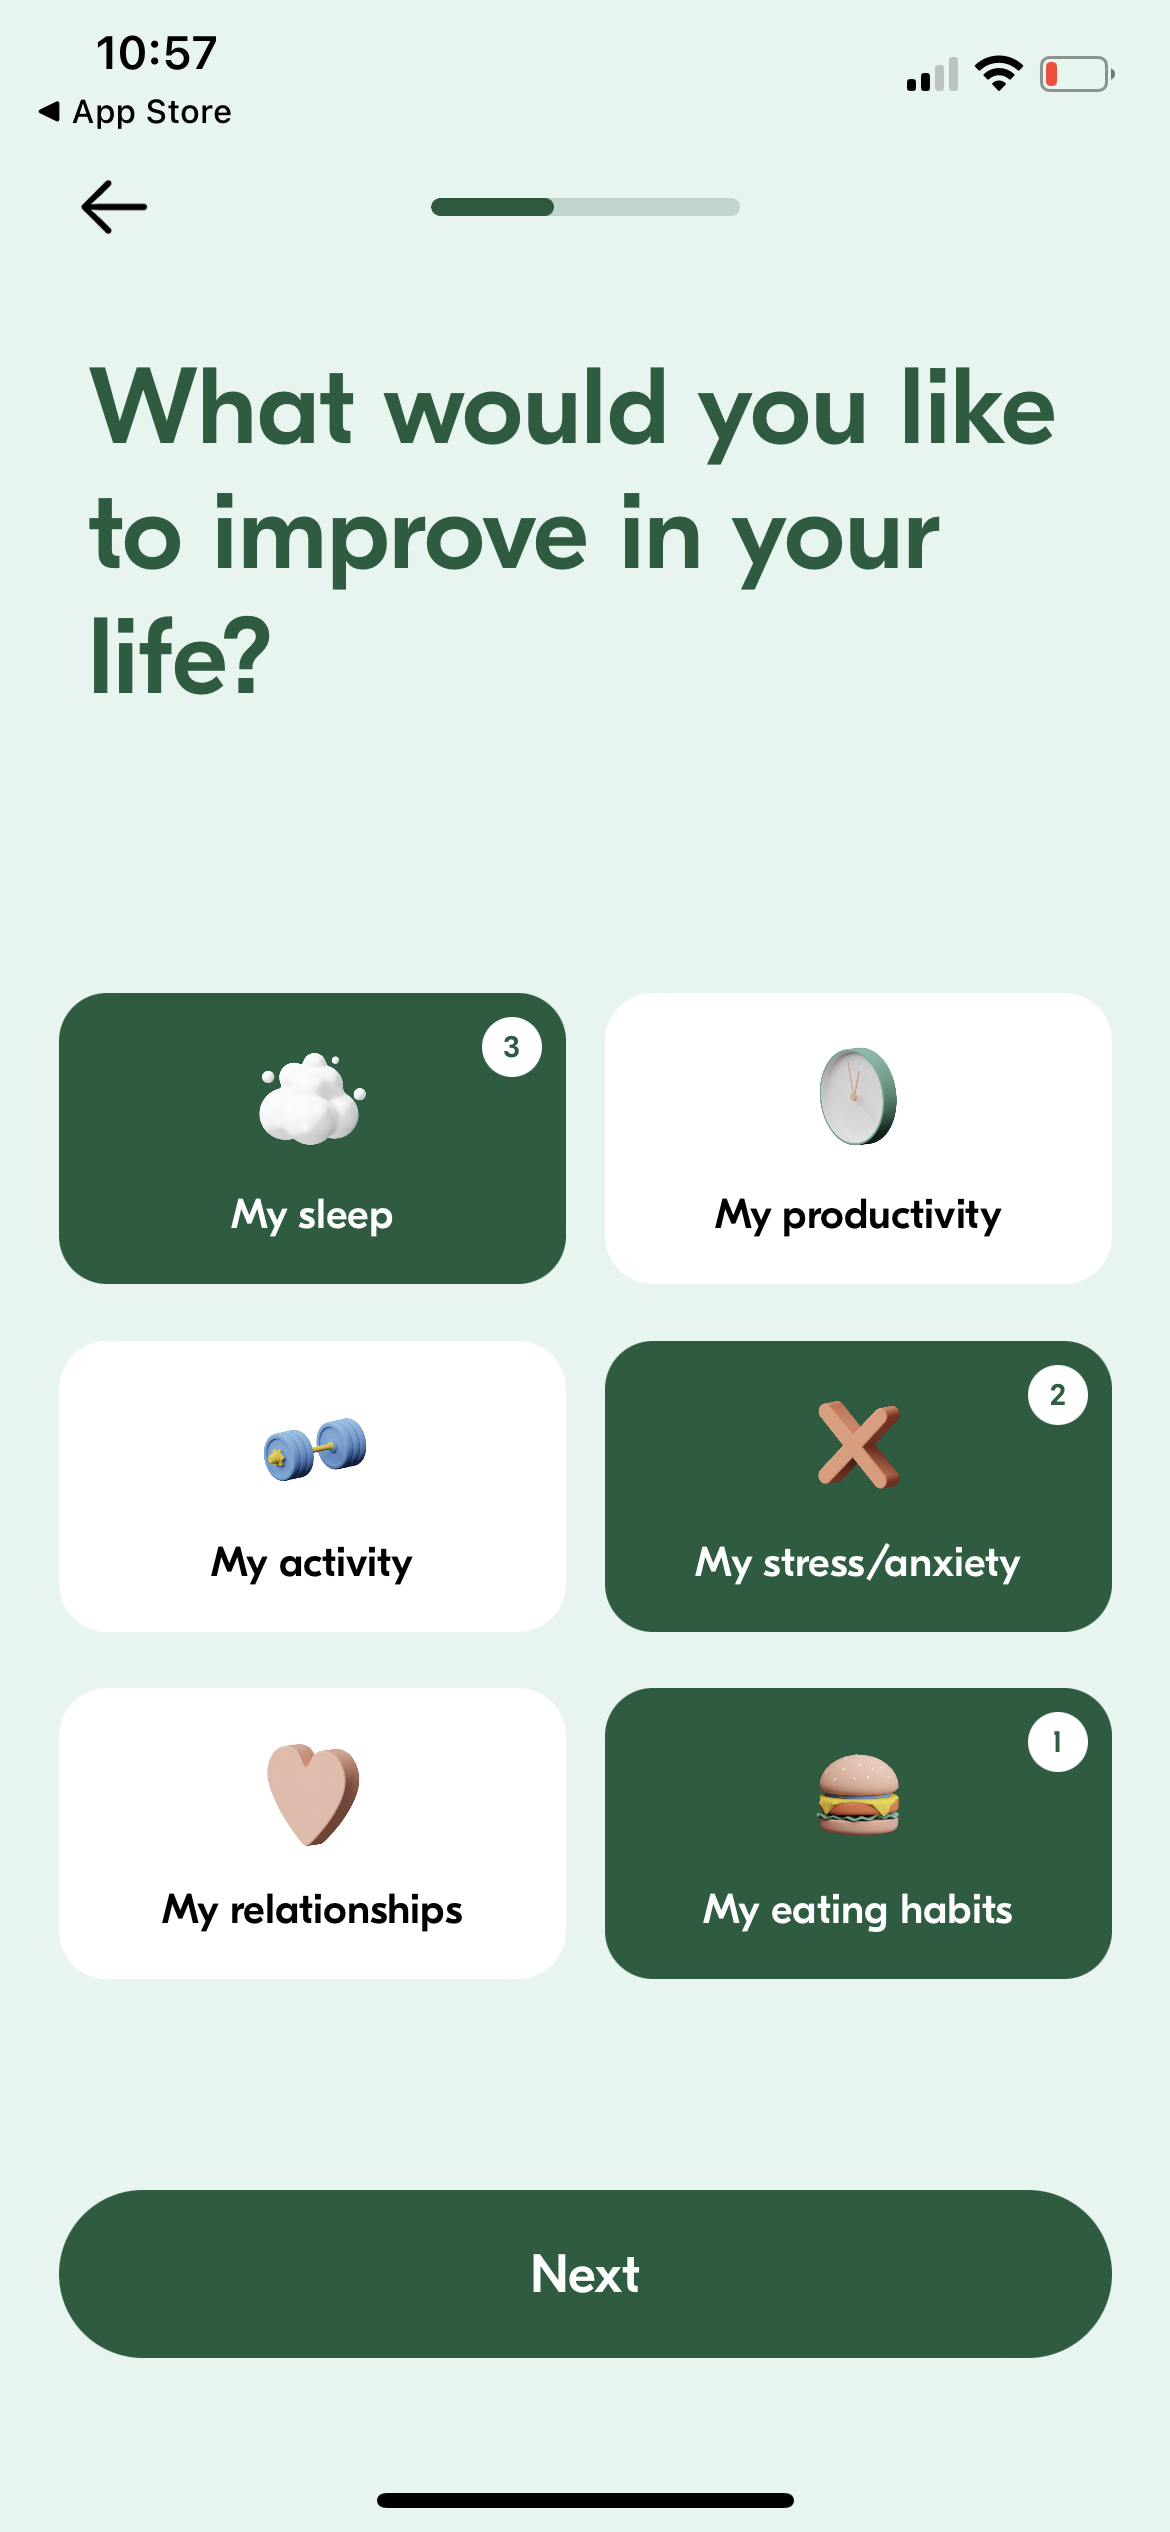 10:57
◀ App Store
What would you like
to improve in your
life?
3
My sleep
My productivity
My activity
2
My stress/anxiety
My relationships
1
My eating habits
Next